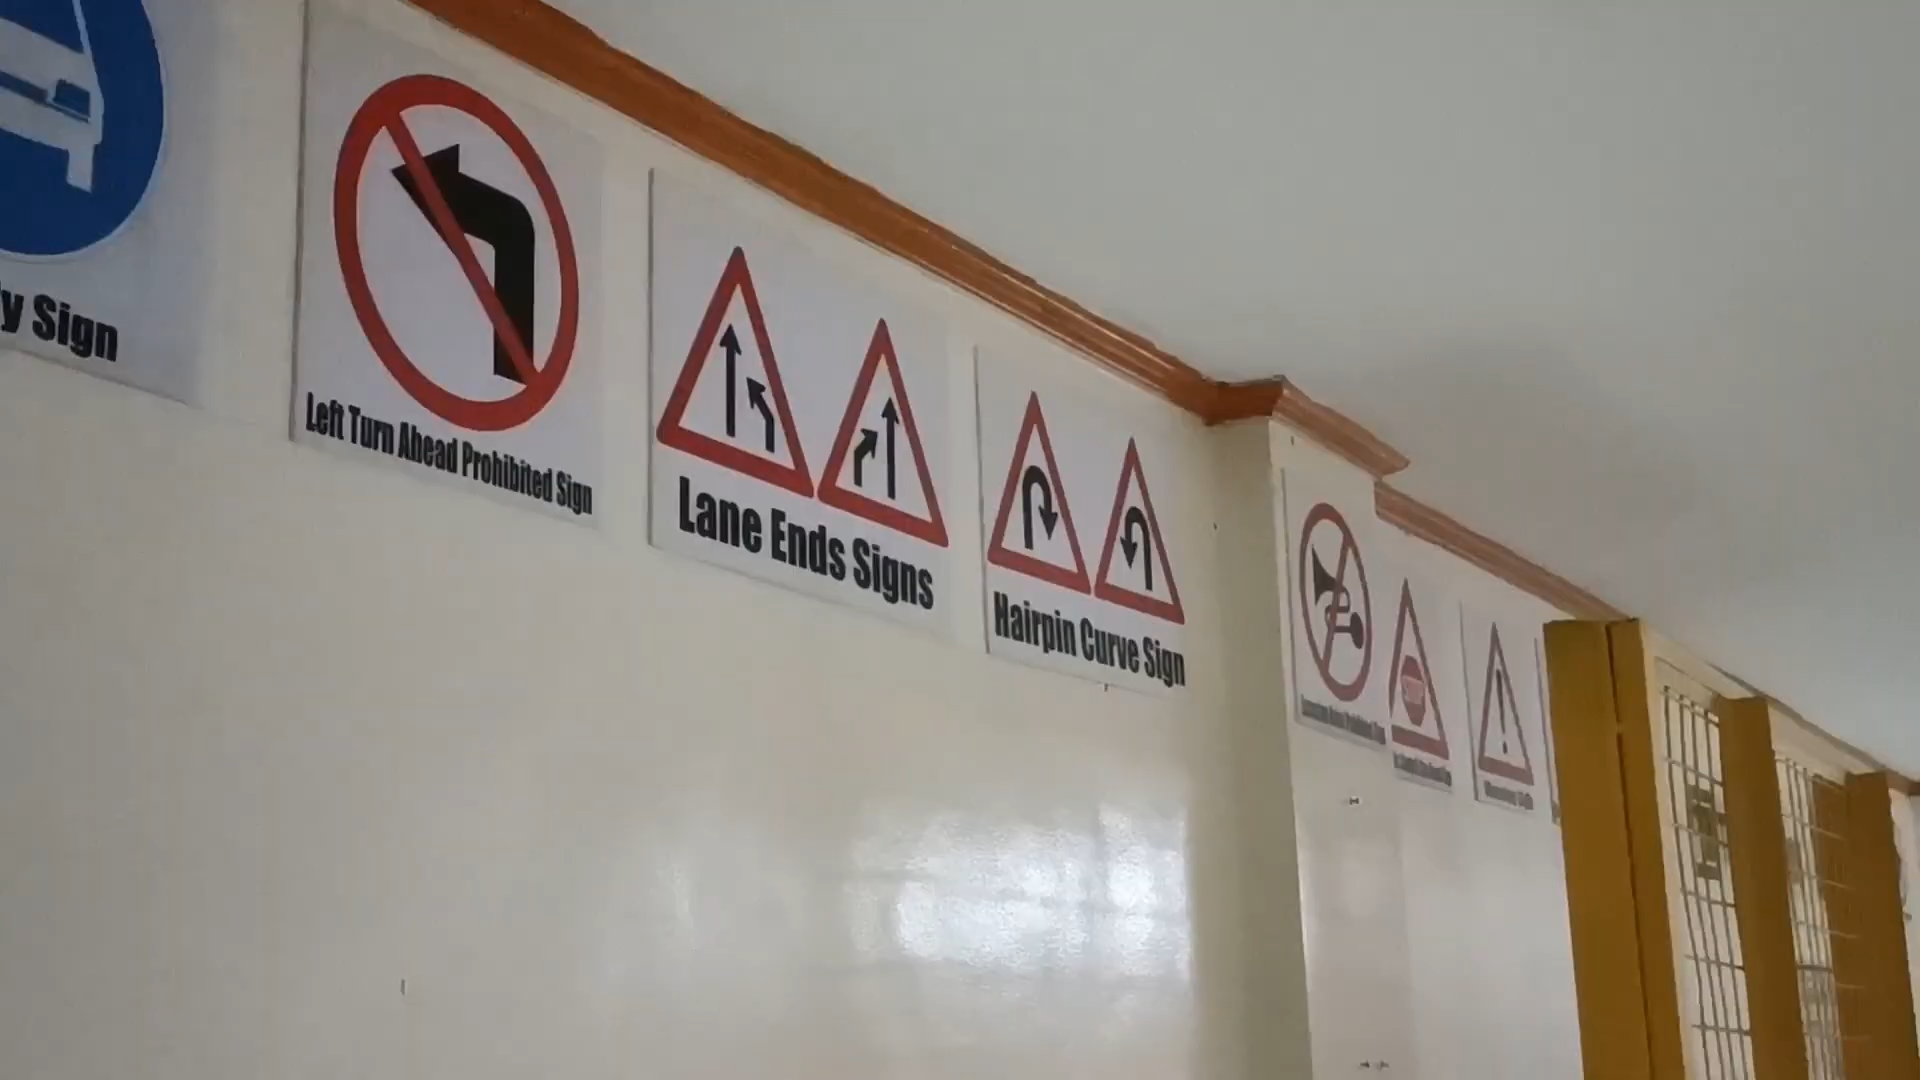 y Sign
Left Turn Ahead Prohibited Sign
Lane Ends Signs
Hairpin Curve Sign
STOP